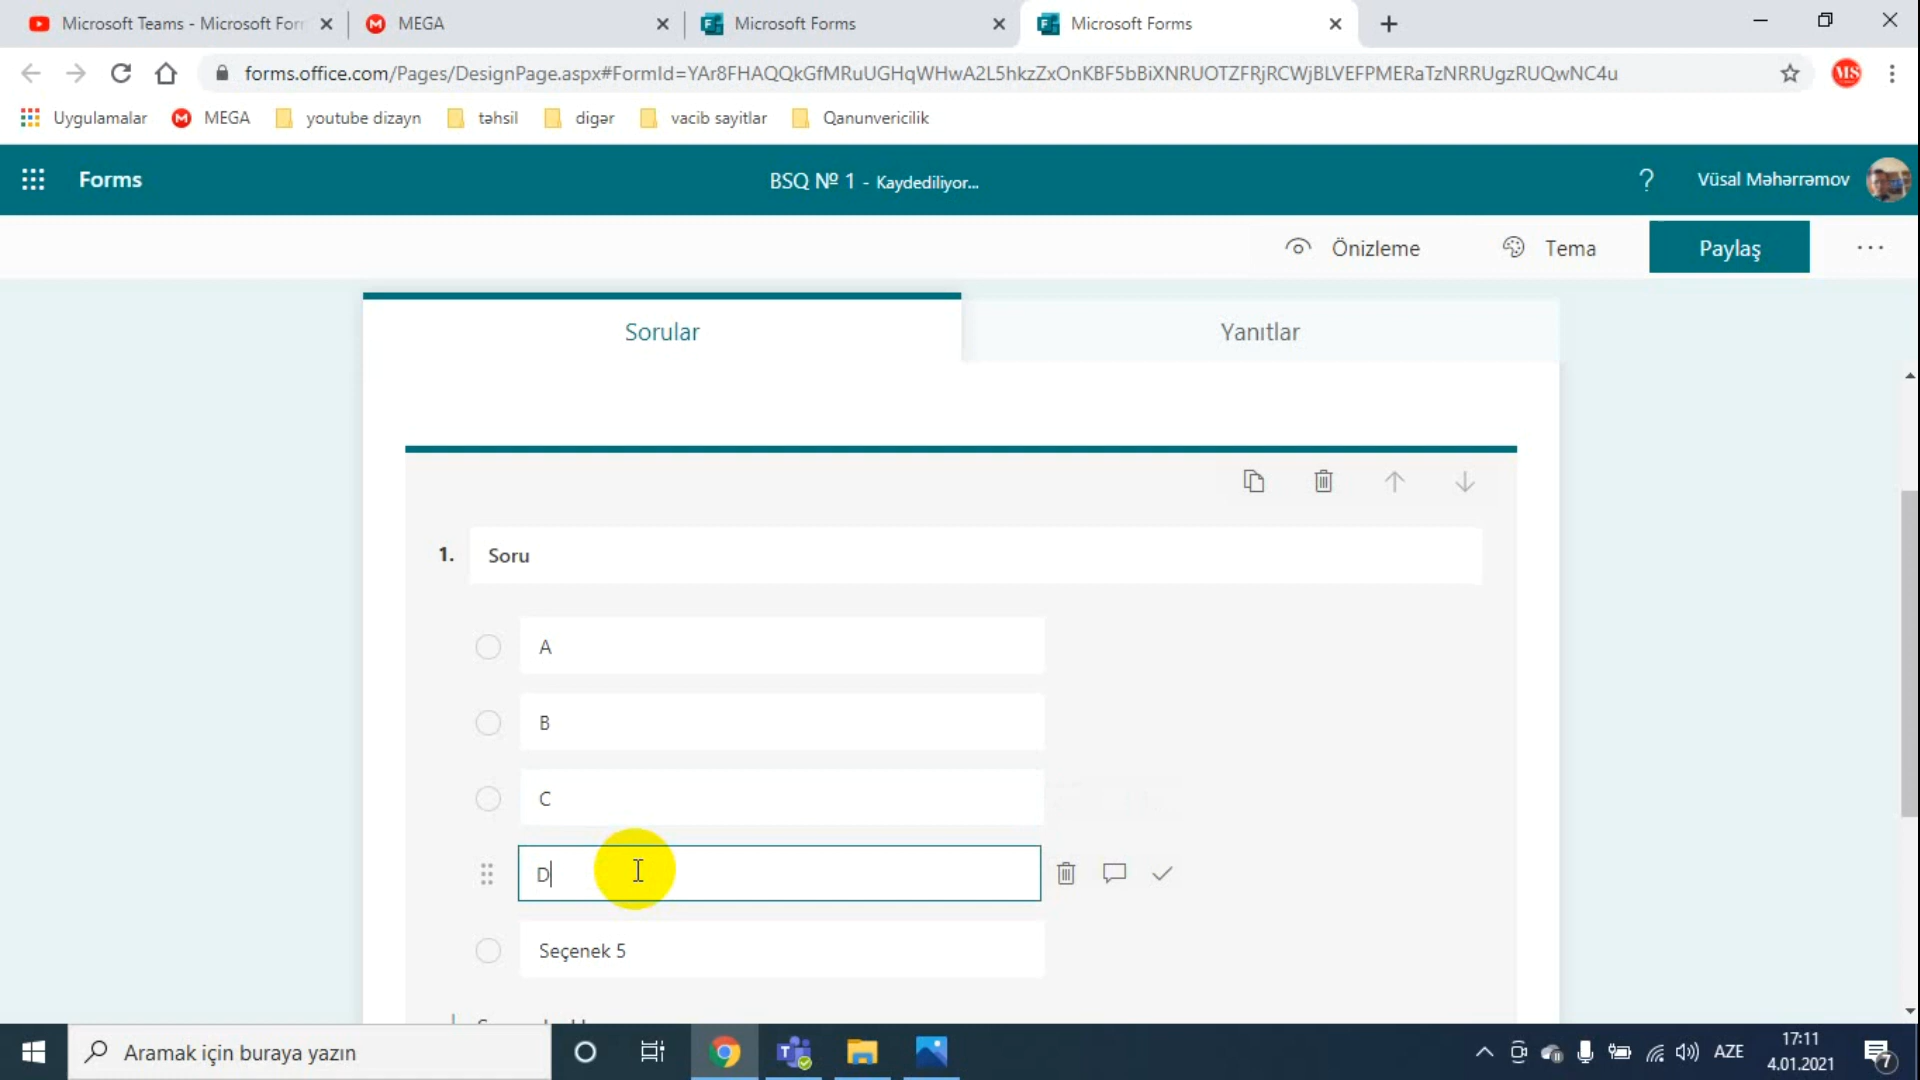 Microsoft Teams - Microsoft For
MEGA
Microsoft Forms
Microsoft Forms
forms.office.com/Pages/DesignPage.aspx#FormId=YAr8FHAQQkGfMRuUGHqWHwA2L5hkzZxOnKBF5bBiXNRUOTZFRjRCWjBLVEFPMERaTzNRRUgzRUQwNC4u
MS
Uygulamalar
MEGA
youtube dizayn
təhsil
digər
vacib sayitlar
Qanunvericilik
Forms
BSQ № 1 - Kaydediliyor...
?
Vüsal Məhərrəmov
Önizleme
Tema
Paylaş
Sorular
Yanıtlar
1.
Soru
A
B
C
D
Seçenek 5
Aramak için buraya yazın
AZE
17:11
4.01.2021
7